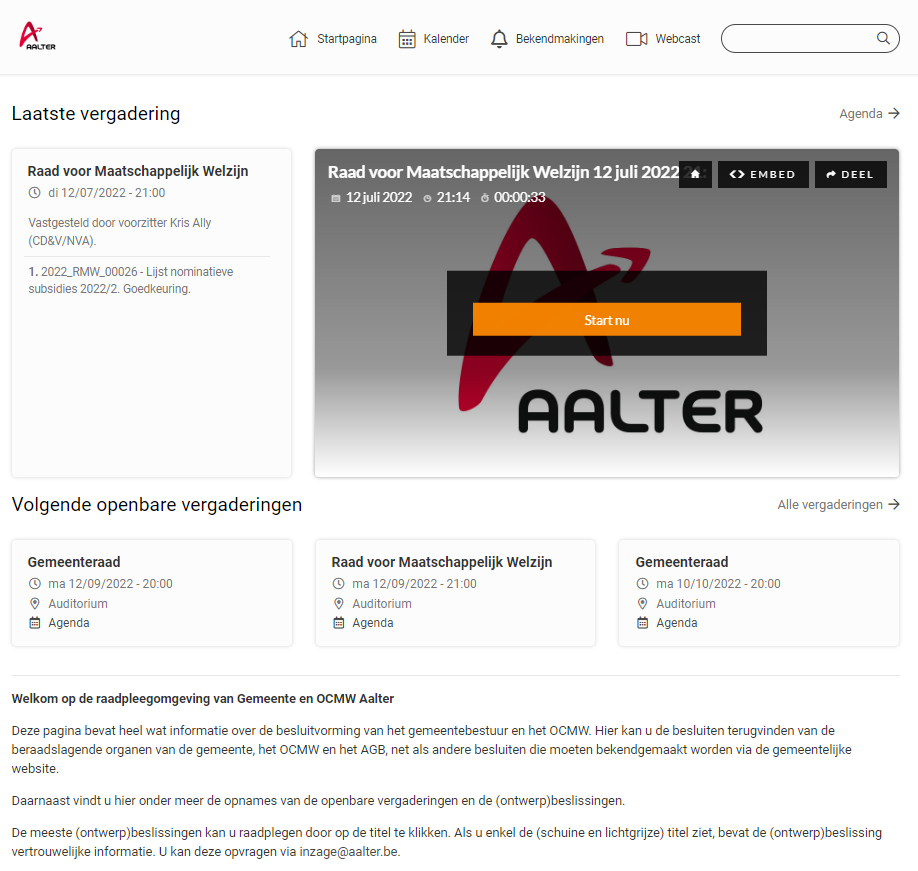 AALTER
Startpagina
Kalender
Bekendmakingen
Webcast
Laatste vergadering
Agenda
Raad voor Maatschappelijk Welzijn
di 12/07/2022 - 21:00
Vastgesteld door voorzitter Kris Ally
(CD&V/NVA).
1. 2022_RMW_00026 - Lijst nominatieve
subsidies 2022/2. Goedkeuring.
Raad voor Maatschappelijk Welzijn 12 juli 2022
EMBED
DEEL
12 juli 2022 21:14 00:00:33
Start nu
AALTER
Volgende openbare vergaderingen
Alle vergaderingen
Gemeenteraad
ma 12/09/2022 - 20:00
Auditorium
Agenda
Raad voor Maatschappelijk Welzijn
ma 12/09/2022 - 21:00
Auditorium
Agenda
Gemeenteraad
ma 10/10/2022 - 20:00
Auditorium
Agenda
Welkom op de raadpleegomgeving van Gemeente en OCMW Aalter
Deze pagina bevat heel wat informatie over de besluitvorming van het gemeentebestuur en het OCMW. Hier kan u de besluiten terugvinden van de
beraadslagende organen van de gemeente, het OCMW en het AGB, net als andere besluiten die moeten bekendgemaakt worden via de gemeentelijke
website.
Daarnaast vindt u hier onder meer de opnames van de openbare vergaderingen en de (ontwerp)beslissingen.
De meeste (ontwerp)beslissingen kan u raadplegen door op de titel te klikken. Als u enkel de (schuine en lichtgrijze) titel ziet, bevat de (ontwerp)beslissing
vertrouwelijke informatie. U kan deze opvragen via inzage@aalter.be.